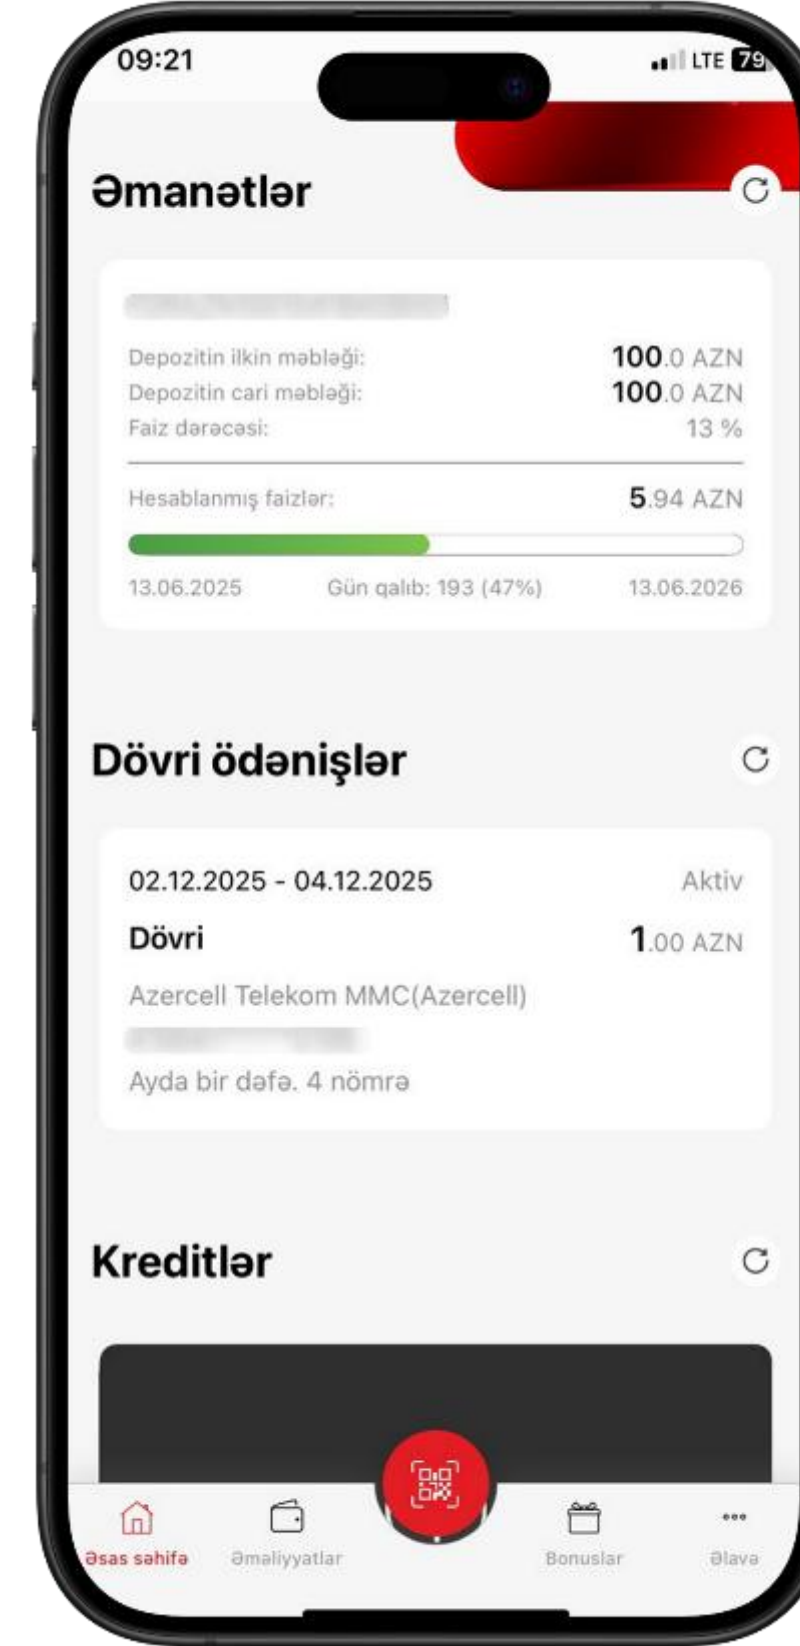 09:21
LTE 79
Əmanətlər
Depozitin ilkin məbləği: 100.0 AZN
Depozitin cari məbləği: 100.0 AZN
Faiz dərəcəsi: 13 %
Hesablanmış faizlər: 5.94 AZN
13.06.2025 Gün qalıb: 193 (47%) 13.06.2026
Dövri ödənişlər
02.12.2025 - 04.12.2025 Aktiv
Dövri 1.00 AZN
Azercell Telekom MMC(Azercell)
Ayda bir dəfə. 4 nömrə
Kreditlər
Əsas səhifə Əməliyyatlar Bonuslar Əlavə